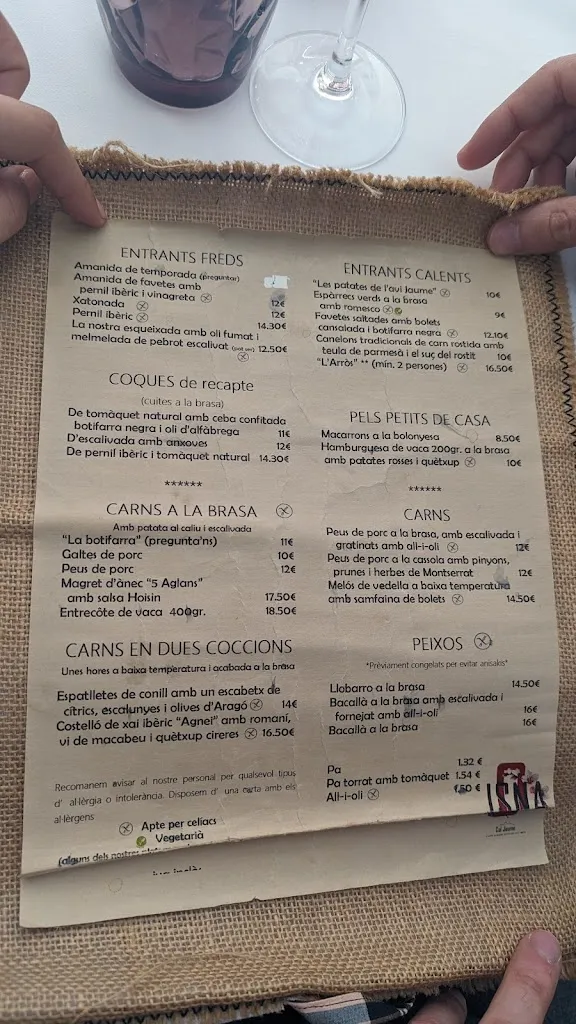 ENTRANTS FREDS
Amanida de temporada (preguntar)
Amanida de favetes amb
pernil ibèric i vinagreta 12€
Xatonada 12€
Pernil ibèric 14.30€
La nostra esqueixada amb oli fumat i
melmelada de pebrot escalivat 12.50€
COQUES de recapte
(cuites a la brasa)
De tomàquet natural amb ceba confitada
botifarra negra i oli d'alfàbrega 11€
D'escalivada amb anxoves 12€
De pernil ibèric i tomàquet natural 14.30€
******
CARNS A LA BRASA
Amb patata al caliu i escalivada
"La botifarra" (pregunta'ns) 11€
Galtes de porc 10€
Peus de porc 12€
Magret d'ànec "5 Aglans"
amb salsa Hoisin 17.50€
Entrecôte de vaca 400gr. 18.50€
CARNS EN DUES COCCIONS
Unes hores a baixa temperatura i acabada a la brasa
Espatlletes de conill amb un escabetx de
cítrics, escalunyes i olives d'Aragó 14€
Costelló de xai ibèric "Agnei" amb romaní,
vi de macabeu i quètxup cireres 16.50€
Recomanem avisar al nostre personal per qualsevol tipus
d' al·lèrgia o intolerància. Disposem d' una carta amb els
al·lèrgens
Apte per celíacs
Vegetarià
(alguns dels nostres
ENTRANTS CALENTS
"Les patates de l'avi Jaume" 10€
Espàrrecs verds a la brasa
amb romesco 9€
Favetes saltades amb bolets
cansalada i botifarra negra 12.10€
Canelons tradicionals de carn rostida amb
teula de parmesà i el suc del rostit 10€
"L'Arròs" ** (mín. 2 persones) 16.50€
PELS PETITS DE CASA
Macarrons a la bolonyesa 8.50€
Hamburguesa de vaca 200gr. a la brasa
amb patates rosses i quètxup 10€
******
CARNS
Peus de porc a la brasa, amb escalivada i
gratinats amb all-i-oli 12€
Peus de porc a la cassola amb pinyons,
prunes i herbes de Montserrat 12€
Melós de vedella a baixa temperatura
amb samfaina de bolets 14.50€
PEIXOS
*Prèviament congelats per evitar anisakis*
Llobarro a la brasa 14.50€
Bacallà a la brasa amb escalivada i
fornejat amb all-i-oli 16€
Bacallà a la brasa 16€
Pa 1.32 €
Pa torrat amb tomàquet 1.54 €
All-i-oli 1.50 €